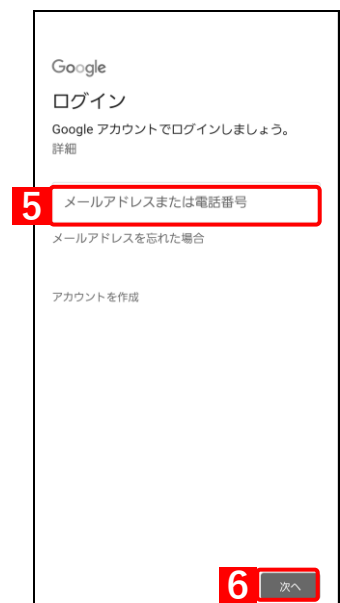 Google
ログイン
Google アカウントでログインしましょう。
詳細
5
メールアドレスまたは電話番号
メールアドレスを忘れた場合
アカウントを作成
6
次へ